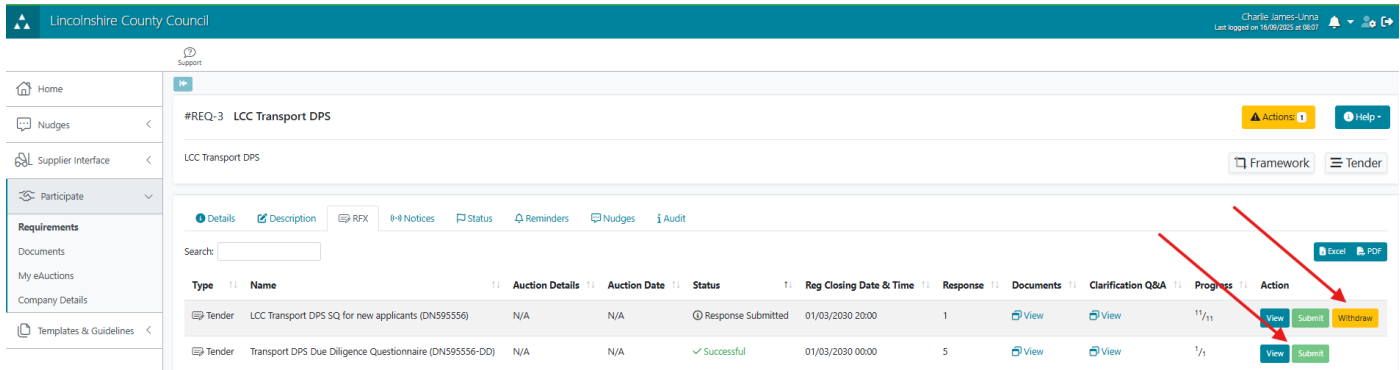 Lincolnshire County Council
Charlie James-Unna
Last logged on 16/09/2025 at 08:07
Support
Home
Nudges
Supplier Interface
Participate
Requirements
Documents
My eAuctions
Company Details
Templates & Guidelines
#REQ-3 LCC Transport DPS
Actions: 1
Help
LCC Transport DPS
Framework
Tender
Details Description RFX Notices Status Reminders Nudges Audit
Search:
Excel PDF
Type Name Auction Details Auction Date Status Reg Closing Date & Time Response Documents Clarification Q&A Progress Action
Tender LCC Transport DPS SQ for new applicants (DN595556) N/A N/A Response Submitted 01/03/2030 20:00 1 View View 11/11 View Submit Withdraw
Tender Transport DPS Due Diligence Questionnaire (DN595556-DD) N/A N/A Successful 01/03/2030 00:00 5 View View 1/1 View Submit